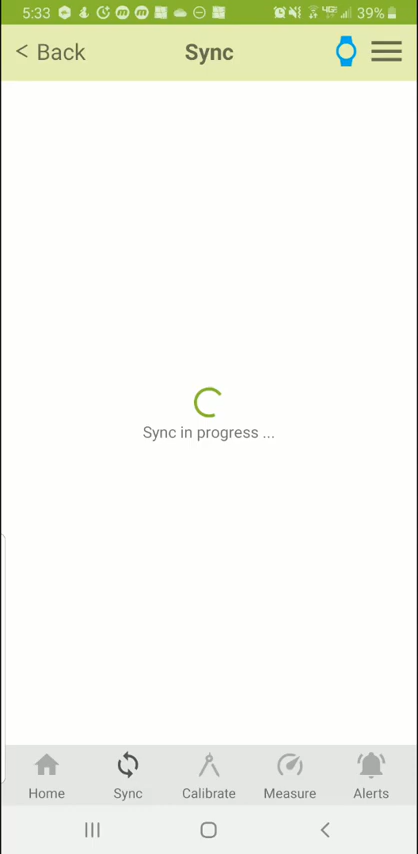 5:33 39%
< Back Sync
Sync in progress ...
Home Sync Calibrate Measure Alerts